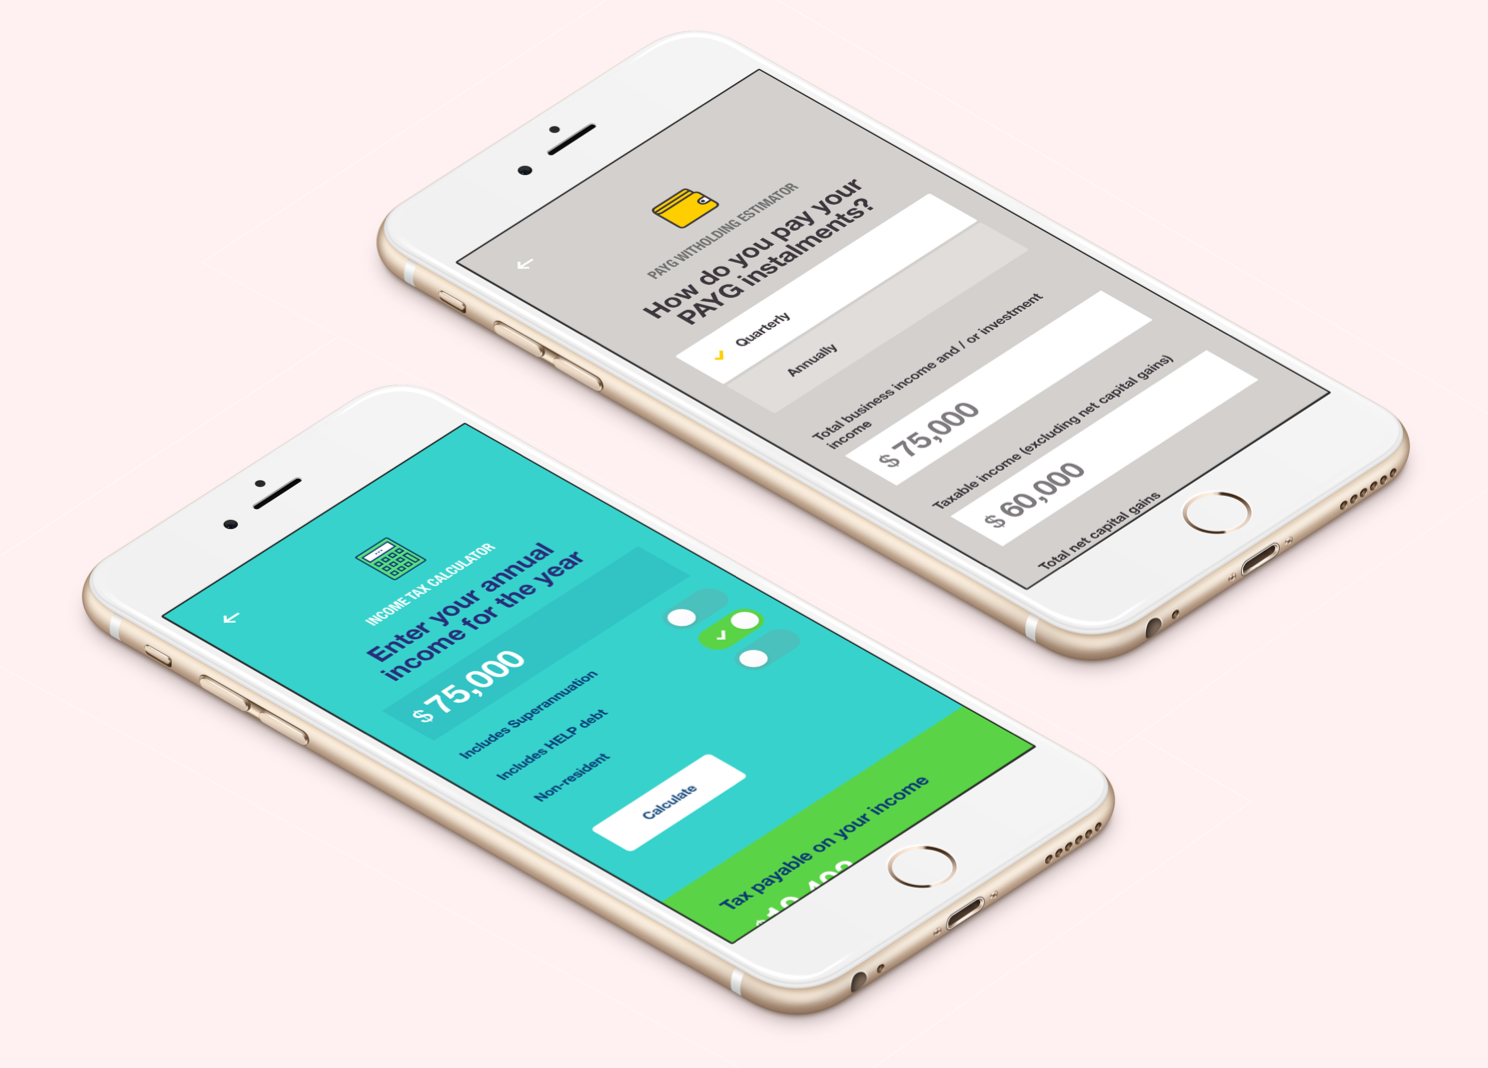 PAYG WITHOLDING ESTIMATOR
How do you pay your
PAYG instalments?
Quarterly
Annually
Total business income and / or investment
income
$ 75,000
Taxable income (excluding net capital gains)
$ 60,000
Total net capital gains
INCOME TAX CALCULATOR
Enter your annual
income for the year
$ 75,000
Includes Superannuation
Includes HELP debt
Non-resident
Calculate
Tax payable on your income